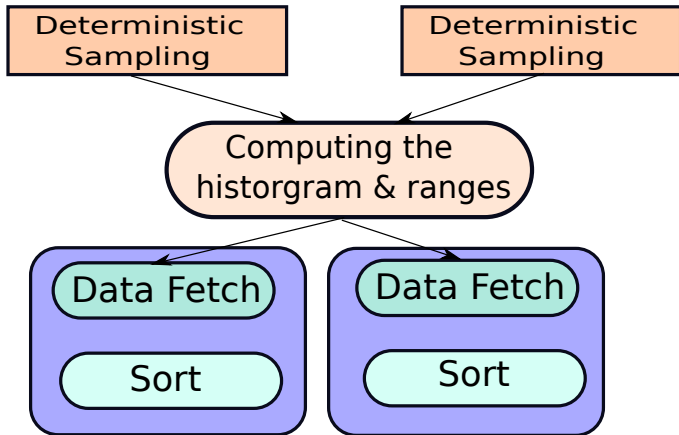 Deterministic
Sampling
Deterministic
Sampling
Computing the
historgram & ranges
Data Fetch
Sort
Data Fetch
Sort